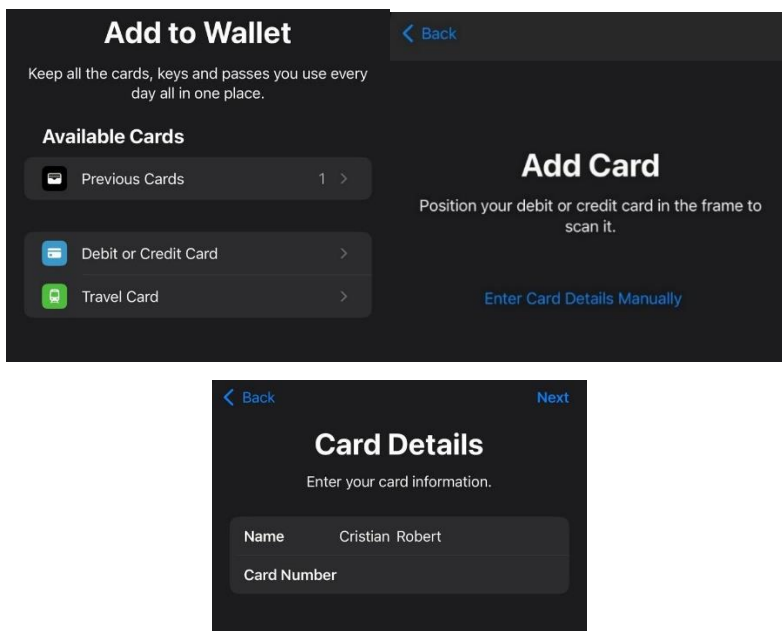 Add to Wallet
Keep all the cards, keys and passes you use every
day all in one place.
Available Cards
Previous Cards 1
Debit or Credit Card
Travel Card
Back
Add Card
Position your debit or credit card in the frame to
scan it.
Enter Card Details Manually
Back Next
Card Details
Enter your card information.
Name Cristian Robert
Card Number